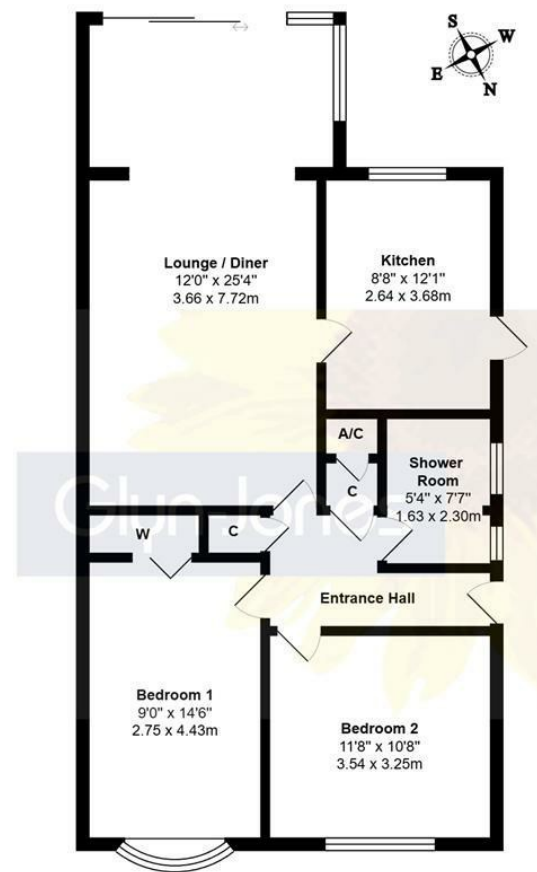 S
W
E
N
Lounge / Diner
12'0" x 25'4"
3.66 x 7.72m
Kitchen
8'8" x 12'1"
2.64 x 3.68m
A/C
Shower
Room
5'4" x 7'7"
1.63 x 2.30m
C
Glyn-Jones
W
C
Entrance Hall
Bedroom 1
9'0" x 14'6"
2.75 x 4.43m
Bedroom 2
11'8" x 10'8"
3.54 x 3.25m